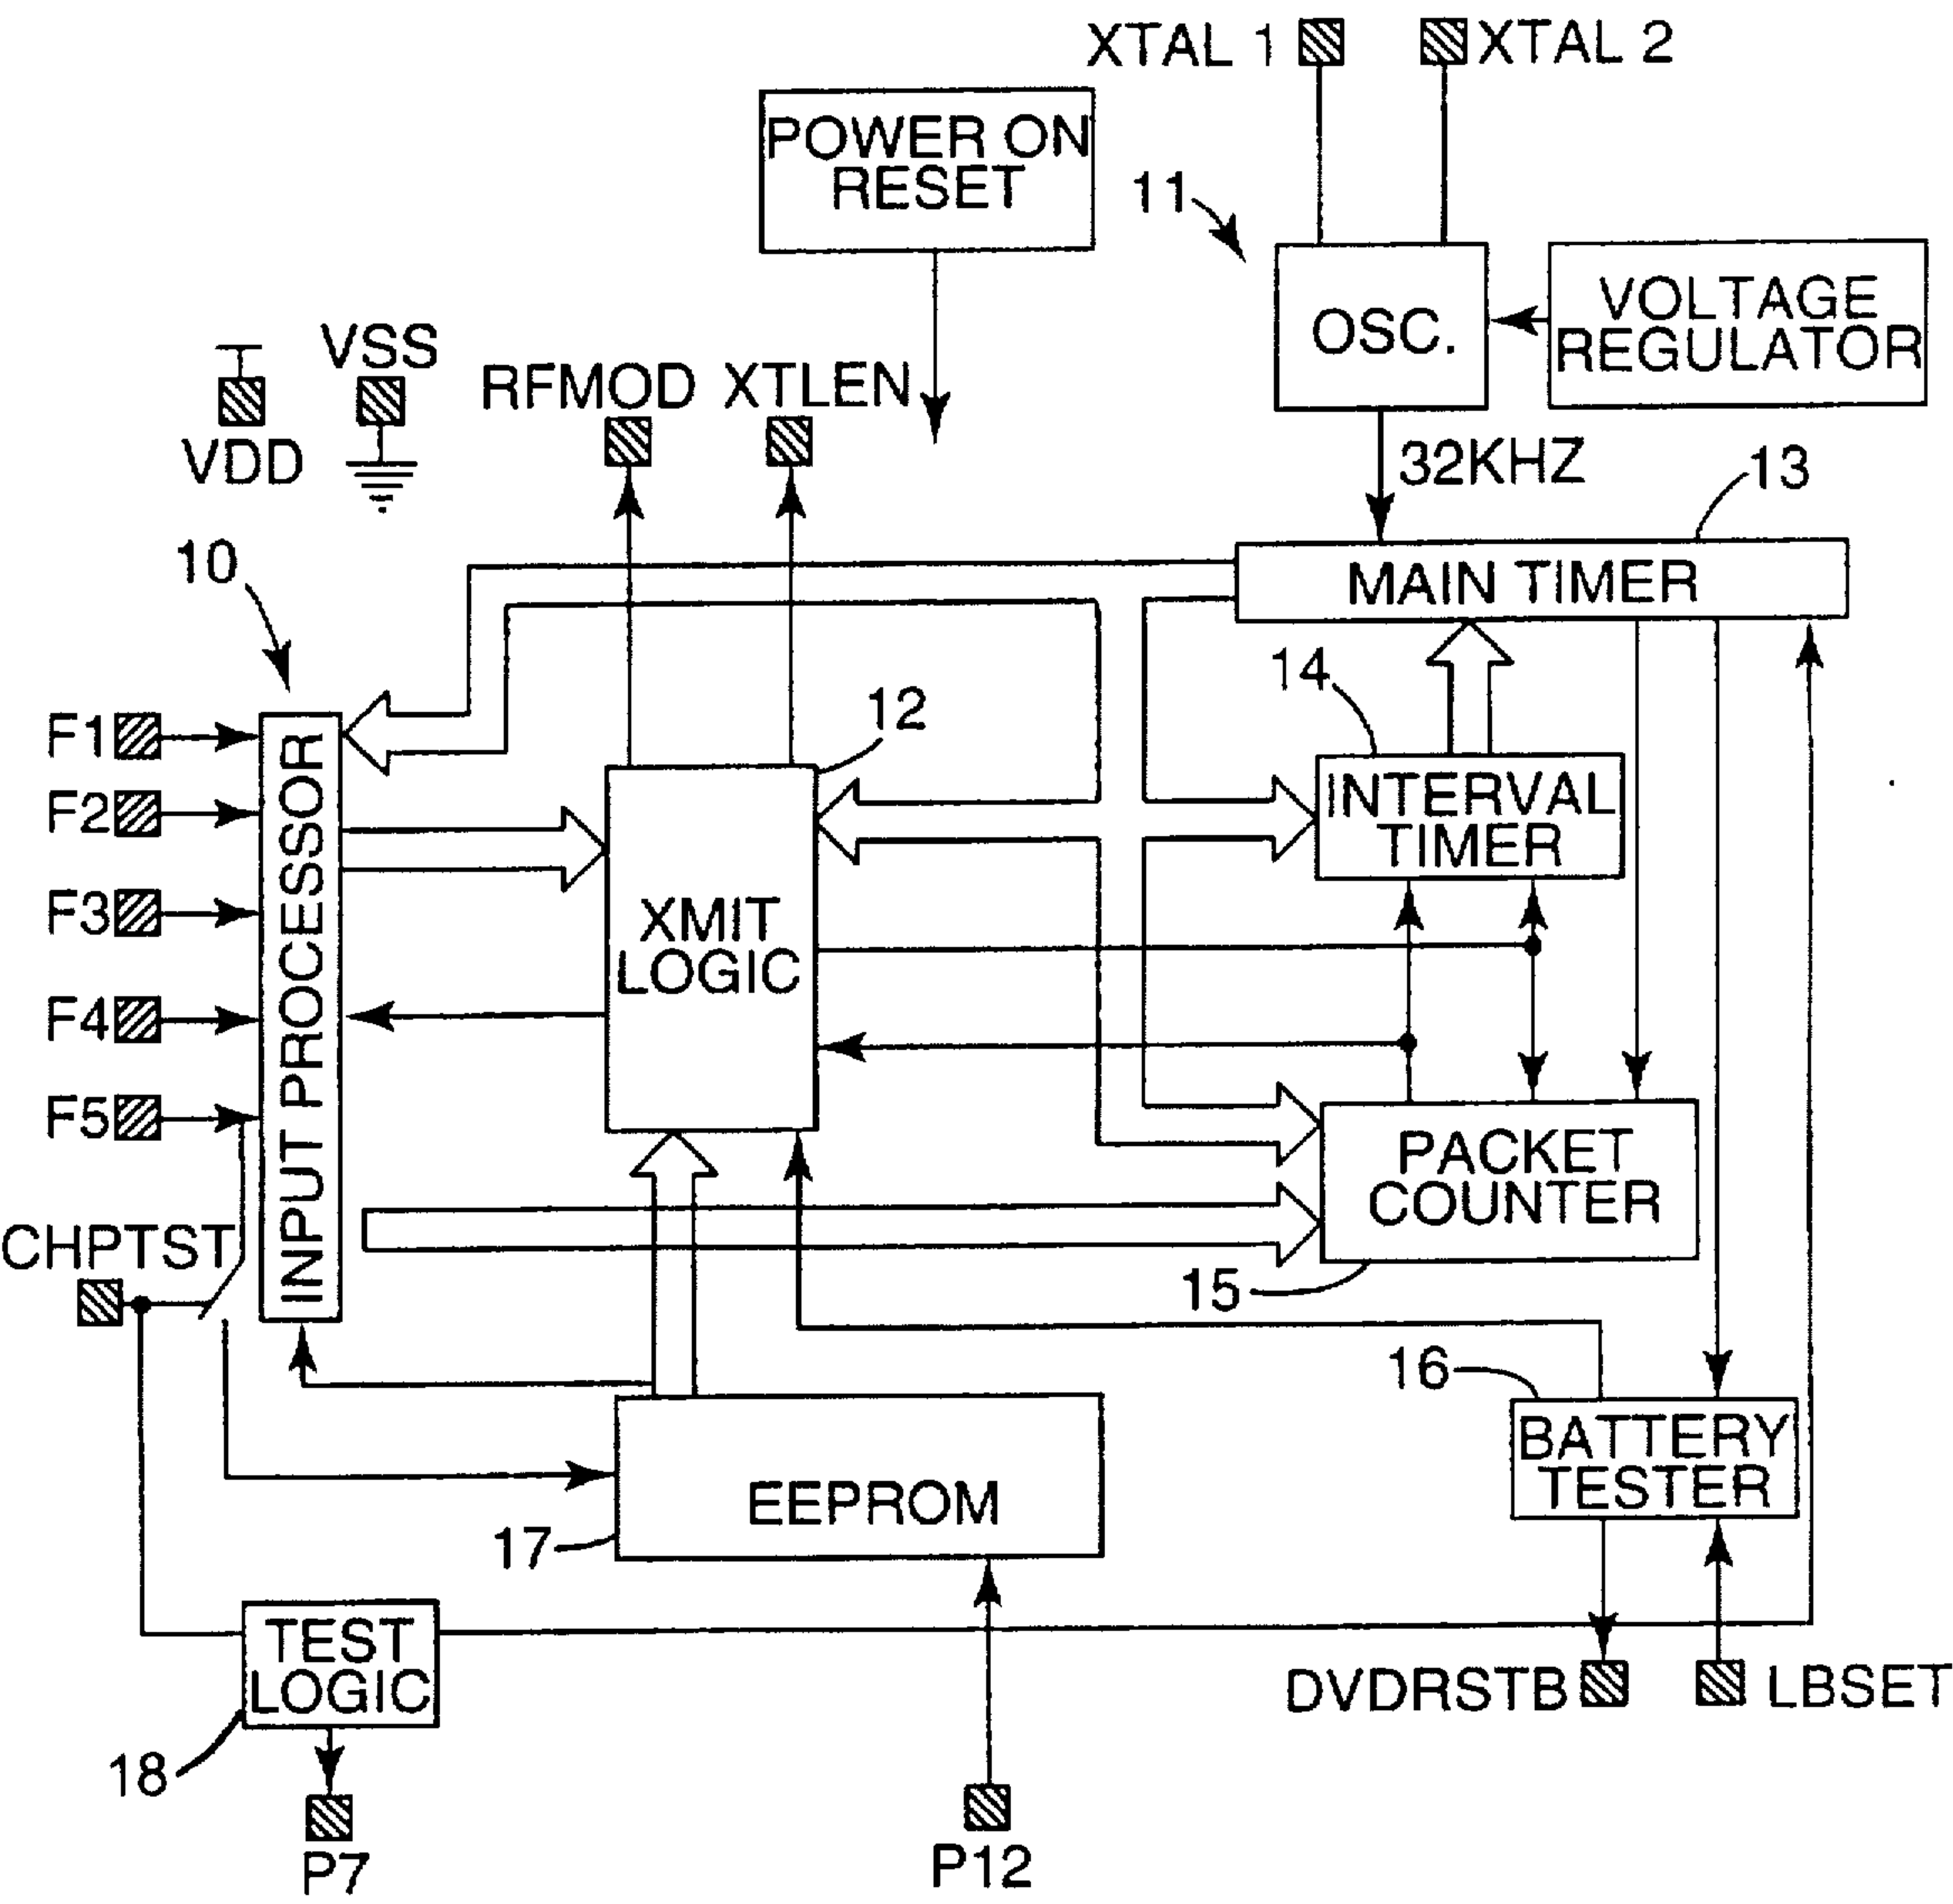 XTAL 1
XTAL 2
POWER ON
RESET
11
OSC.
VOLTAGE
REGULATOR
VSS
VDD
RFMOD
XTLEN
32KHZ
13
MAIN TIMER
10
14
12
F1
F2
F3
F4
F5
INPUT PROCESSOR
INTERVAL
TIMER
XMIT
LOGIC
PACKET
COUNTER
CHPTST
15
16
BATTERY
TESTER
EEPROM
17
TEST
LOGIC
DVDRSTB
LBSET
18
P7
P12